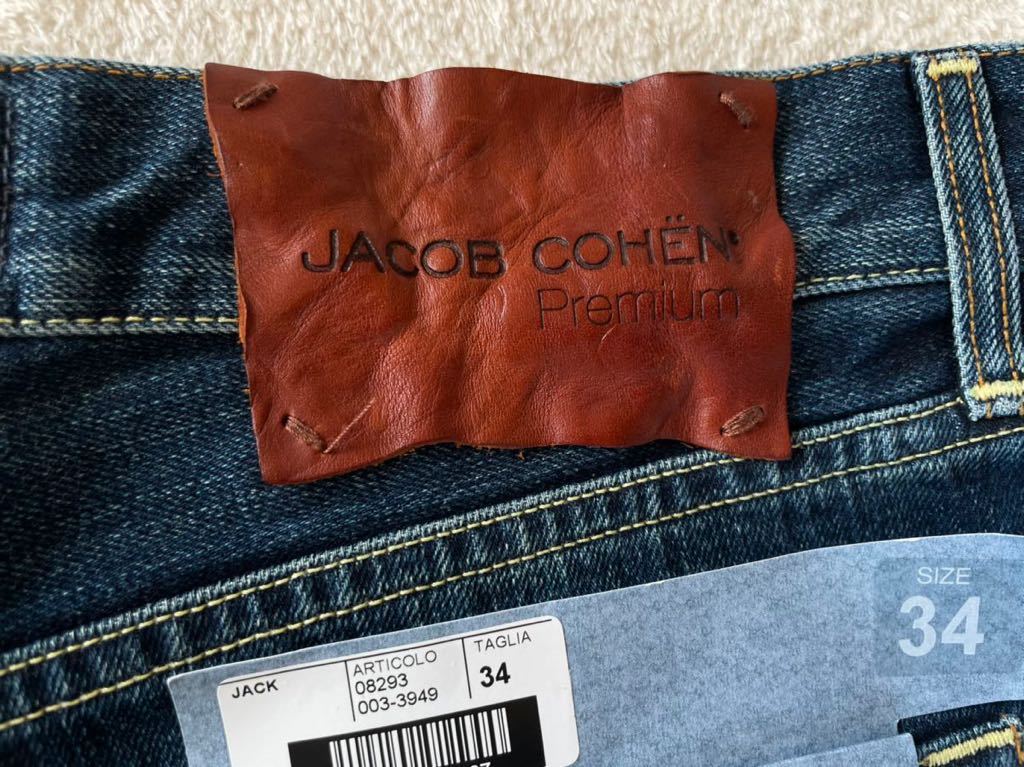 JACOB COHËN
Premium
SIZE
34
JACK
ARTICOLO
08293
003-3949
TAGLIA
34